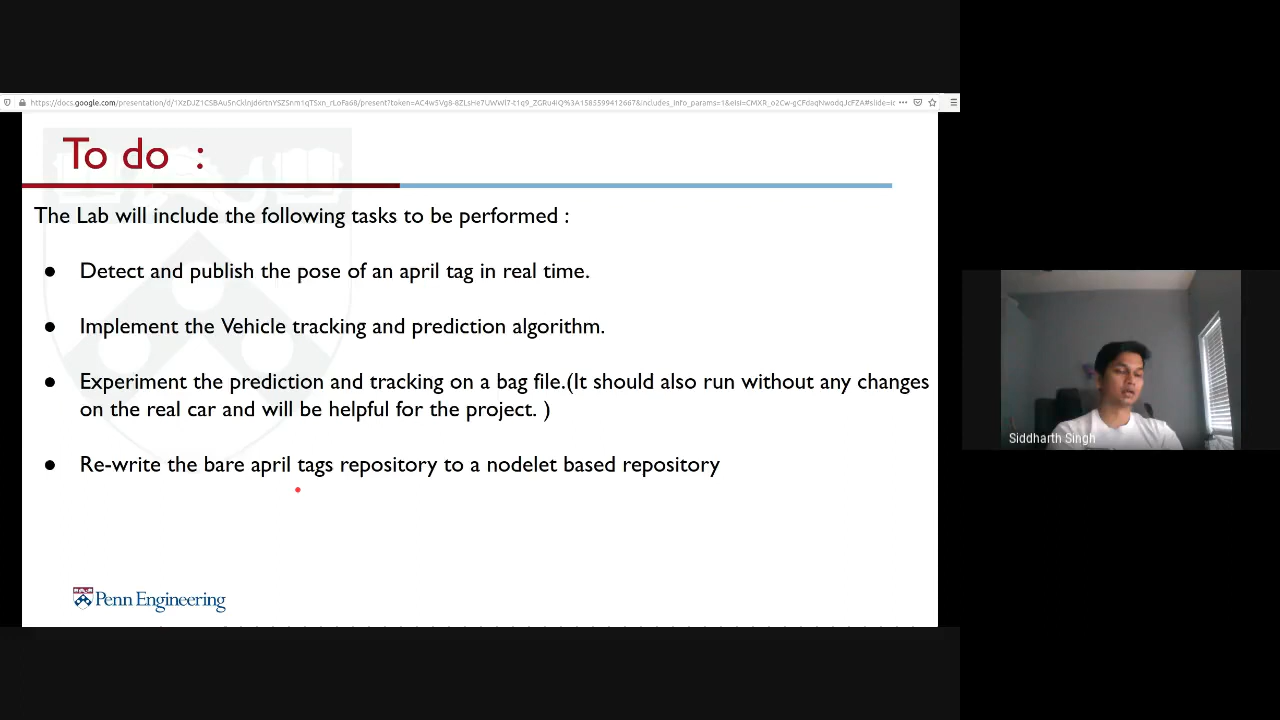 To do :
The Lab will include the following tasks to be performed :
● Detect and publish the pose of an april tag in real time.
● Implement the Vehicle tracking and prediction algorithm.
● Experiment the prediction and tracking on a bag file.(It should also run without any changes
on the real car and will be helpful for the project. )
● Re-write the bare april tags repository to a nodelet based repository
Siddharth Singh
Penn Engineering